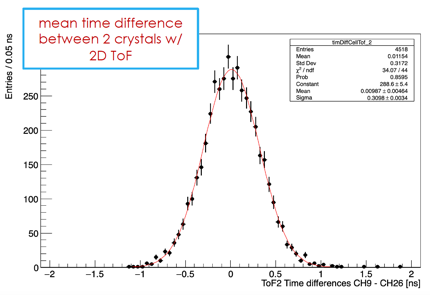 mean time difference
between 2 crystals w/
2D ToF
timDiffCellTof_2
Entries 4518
Mean 0.01154
Std Dev 0.3172
χ² / ndf 34.07 / 44
Prob 0.8595
Constant 288.6 ± 5.4
Mean 0.00987 ± 0.00464
Sigma 0.3098 ± 0.0034
Entries / 0.05 ns
250
200
150
100
50
0
−2 −1.5 −1 −0.5 0 0.5 1 1.5 2
ToF2 Time differences CH9 - CH26 [ns]